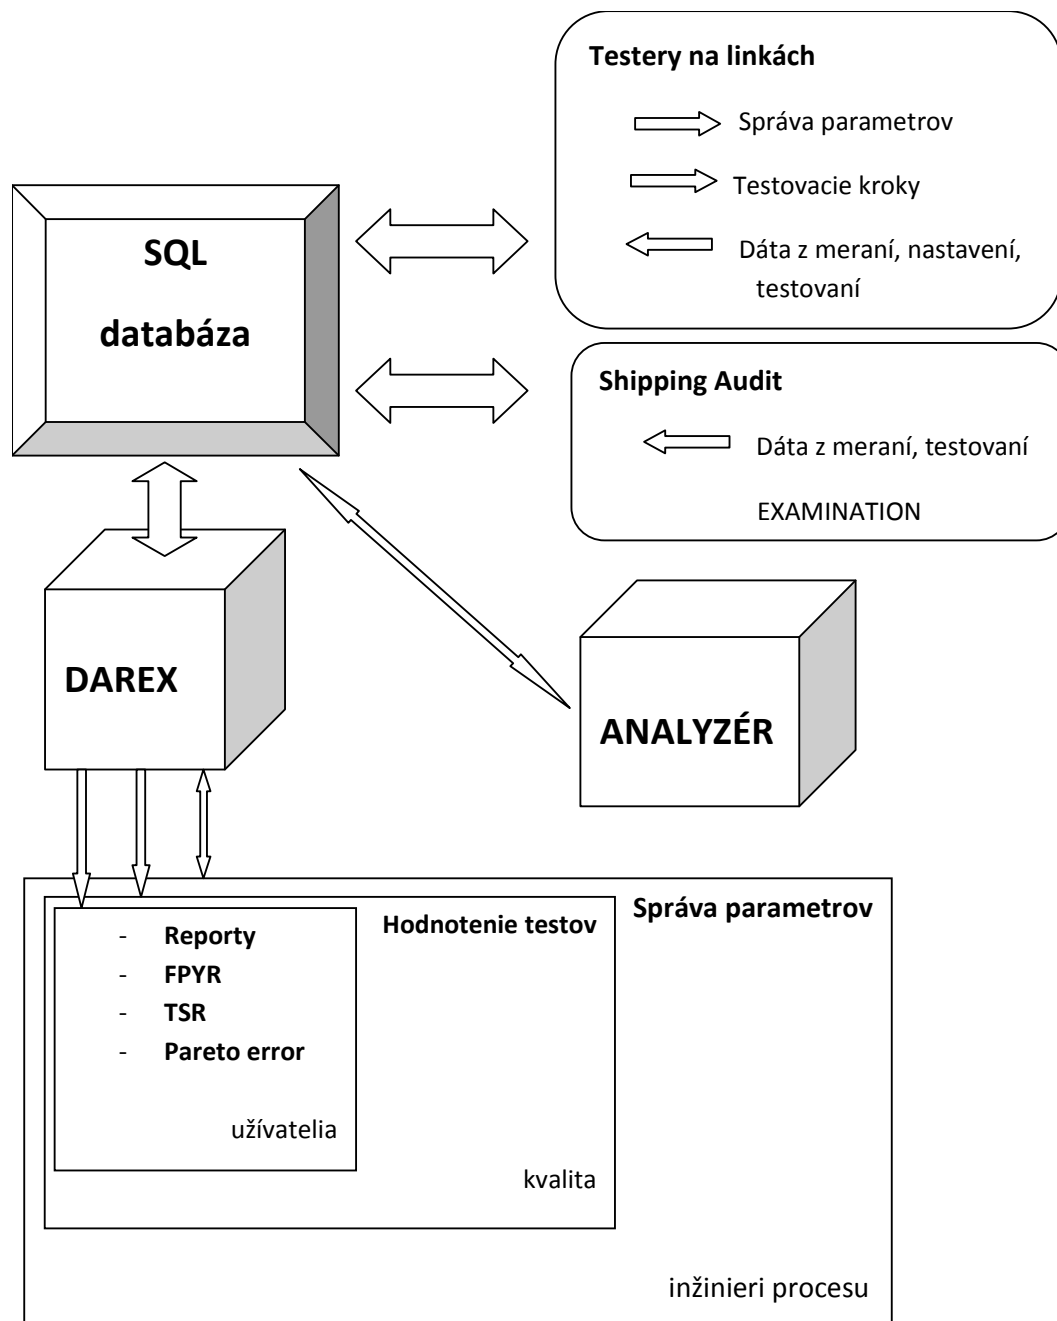 Testery na linkách
Správa parametrov
Testovacie kroky
Dáta z meraní, nastavení,
testovaní
SQL
databáza
Shipping Audit
Dáta z meraní, testovaní
EXAMINATION
DAREX
ANALYZÉR
Správa parametrov
Hodnotenie testov
- Reporty
- FPYR
- TSR
- Pareto error
užívatelia
kvalita
inžinieri procesu